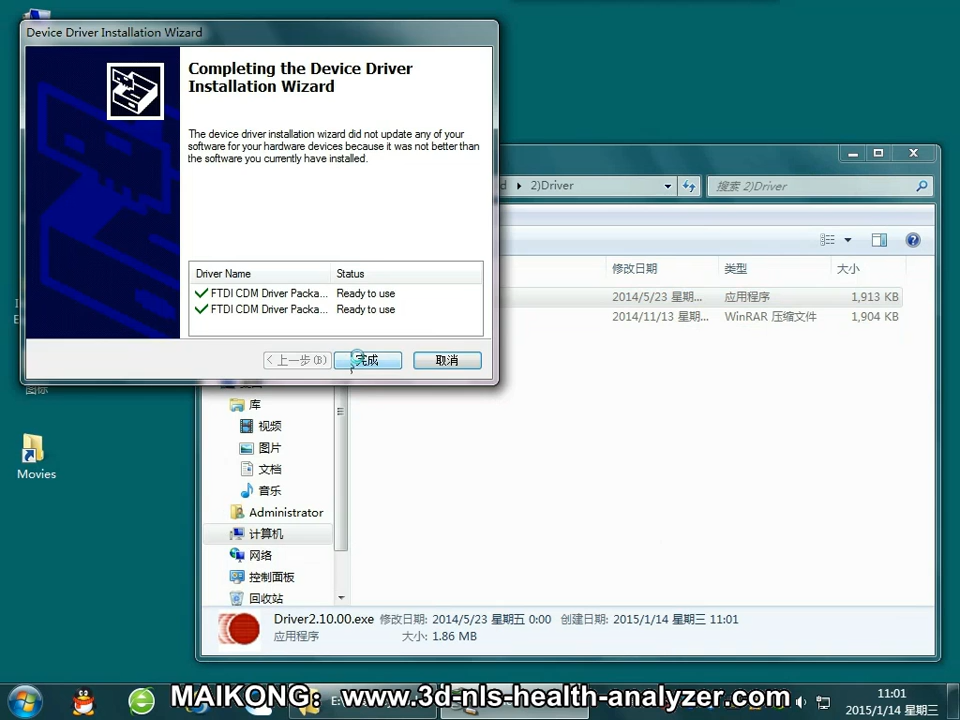 Device Driver Installation Wizard
Completing the Device Driver
Installation Wizard
The device driver installation wizard did not update any of your
software for your hardware devices because it was not better than
the software you currently have installed.
Driver Name Status
FTDI CDM Driver Packa... Ready to use
FTDI CDM Driver Packa... Ready to use
< 上一步(B) 完成 取消
2)Driver
搜索 2)Driver
修改日期 类型 大小
2014/5/23 星期... 应用程序 1,913 KB
2014/11/13 星期... WinRAR 压缩文件 1,904 KB
图标
Movies
库
视频
图片
文档
音乐
Administrator
计算机
网络
控制面板
回收站
Driver2.10.00.exe 修改日期: 2014/5/23 星期五 0:00 创建日期: 2015/1/14 星期三 11:01
应用程序 大小: 1.86 MB
MAIKONG: www.3d-nls-health-analyzer.com
11:01
2015/1/14 星期三